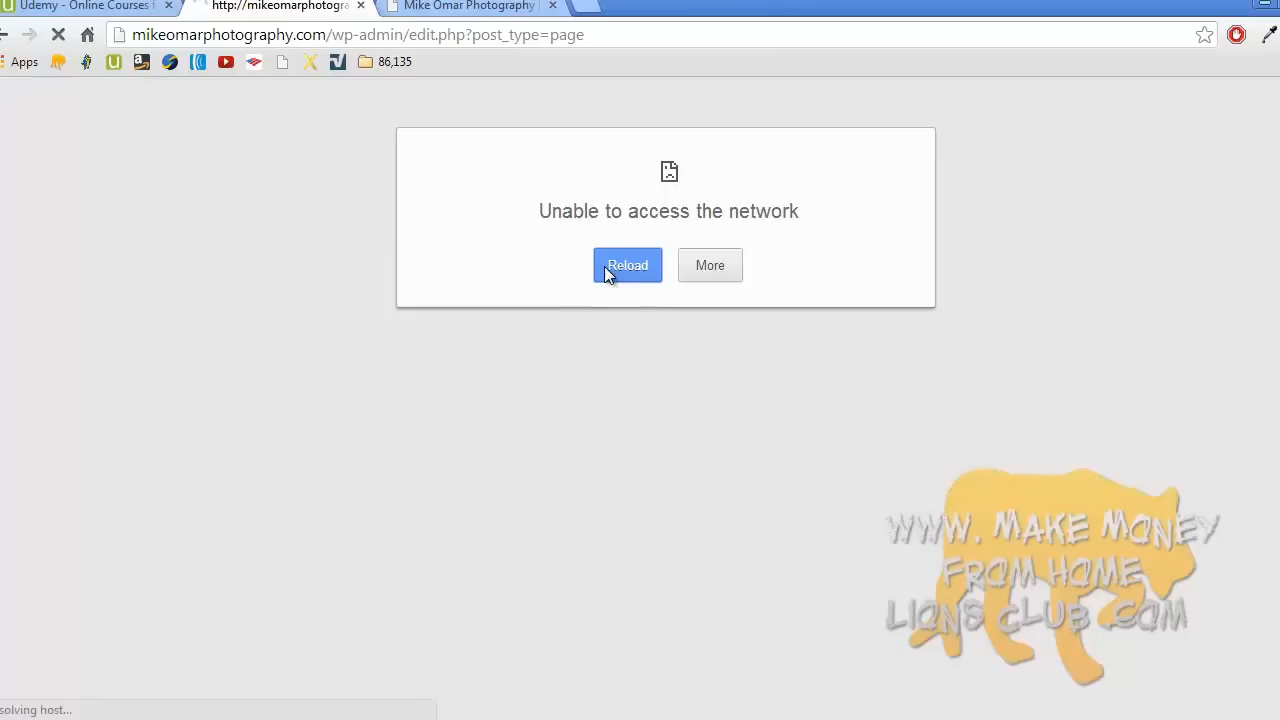 Udemy - Online Courses f
http://mikeomarphotogra
Mike Omar Photography
mikeomarphotography.com/wp-admin/edit.php?post_type=page
Apps
86,135
Unable to access the network
Reload
More
WWW. MAKE MONEY
FROM HOME
LIONS CLUB .COM
solving host...